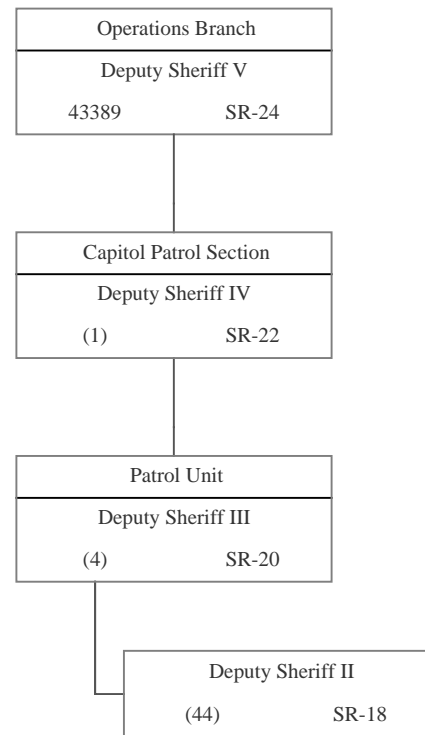 Operations Branch
Deputy Sheriff V
43389 SR-24
Capitol Patrol Section
Deputy Sheriff IV
(1) SR-22
Patrol Unit
Deputy Sheriff III
(4) SR-20
Deputy Sheriff II
(44) SR-18